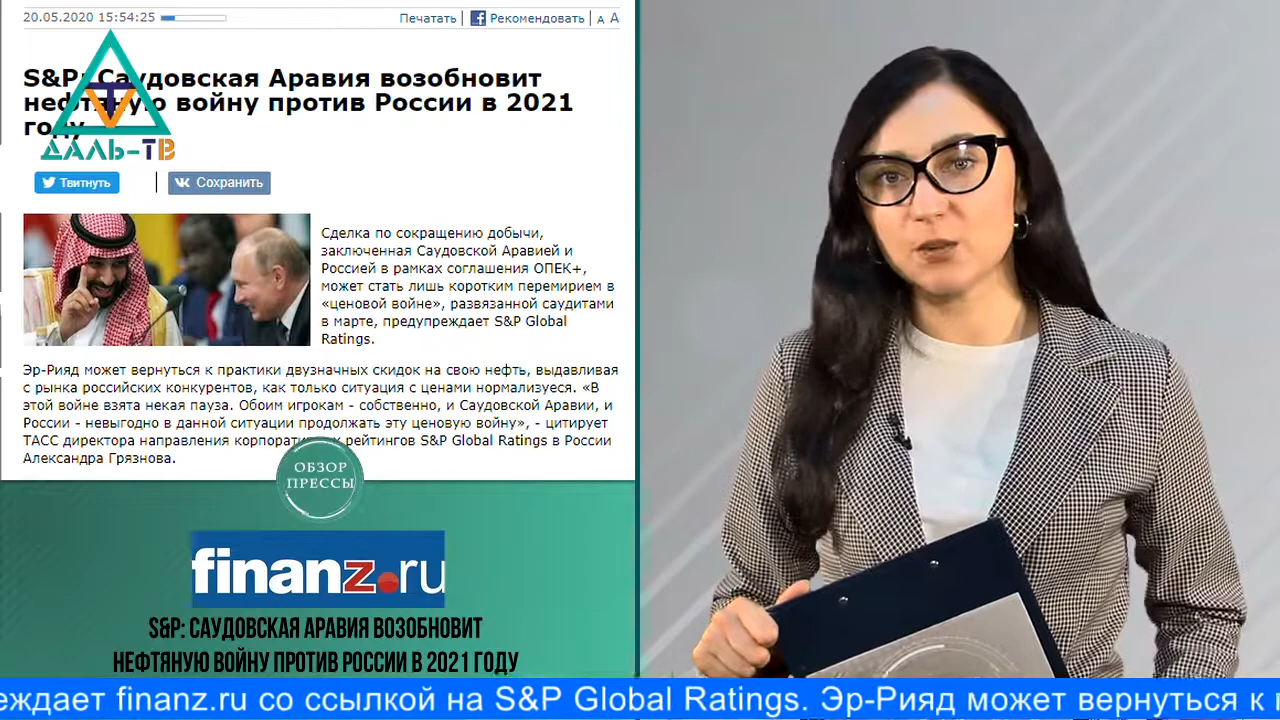 20.05.2020 15:54:25
Печатать
Рекомендовать
A A
S&P: Саудовская Аравия возобновит
нефтяную войну против России в 2021
году
ДАЛЬ-ТВ
Твитнуть
Сохранить
Сделка по сокращению добычи,
заключенная Саудовской Аравией и
Россией в рамках соглашения ОПЕК+,
может стать лишь коротким перемирием в
«ценовой войне», развязанной саудитами
в марте, предупреждает S&P Global
Ratings.
Эр-Рияд может вернуться к практики двузначных скидок на свою нефть, выдавливая
с рынка российских конкурентов, как только ситуация с ценами нормализуеся. «В
этой войне взята некая пауза. Обоим игрокам - собственно, и Саудовской Аравии, и
России - невыгодно в данной ситуации продолжать эту ценовую войну», - цитирует
ТАСС директора направления корпоративных рейтингов S&P Global Ratings в России
Александра Грязнова.
ОБЗОР
ПРЕССЫ
finanz.ru
S&P: САУДОВСКАЯ АРАВИЯ ВОЗОБНОВИТ
НЕФТЯНУЮ ВОЙНУ ПРОТИВ РОССИИ В 2021 ГОДУ
еждает finanz.ru со ссылкой на S&P Global Ratings. Эр-Рияд может вернуться к